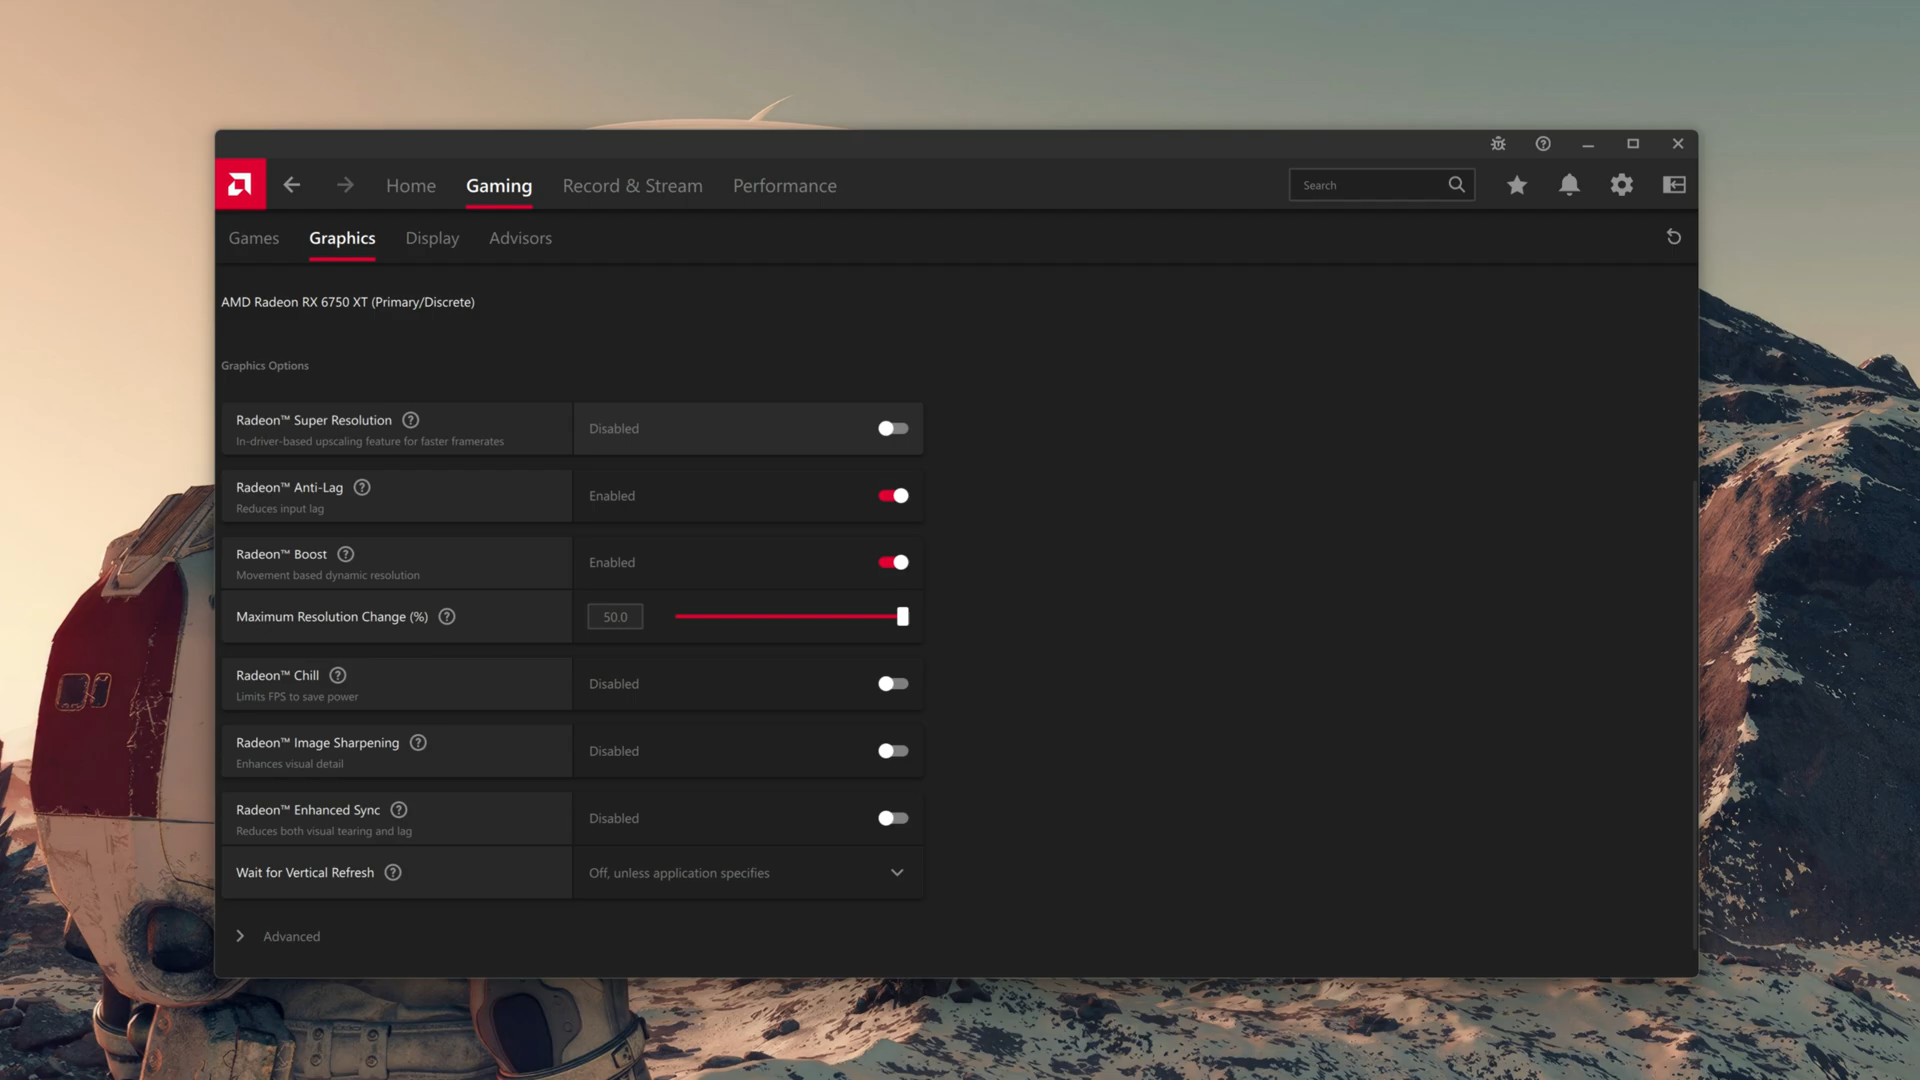 Home Gaming Record & Stream Performance Search
Games Graphics Display Advisors
AMD Radeon RX 6750 XT (Primary/Discrete)
Graphics Options
Radeon™ Super Resolution
In-driver-based upscaling feature for faster framerates
Disabled
Radeon™ Anti-Lag
Reduces input lag
Enabled
Radeon™ Boost
Movement based dynamic resolution
Enabled
Maximum Resolution Change (%)
50.0
Radeon™ Chill
Limits FPS to save power
Disabled
Radeon™ Image Sharpening
Enhances visual detail
Disabled
Radeon™ Enhanced Sync
Reduces both visual tearing and lag
Disabled
Wait for Vertical Refresh
Off, unless application specifies
Advanced